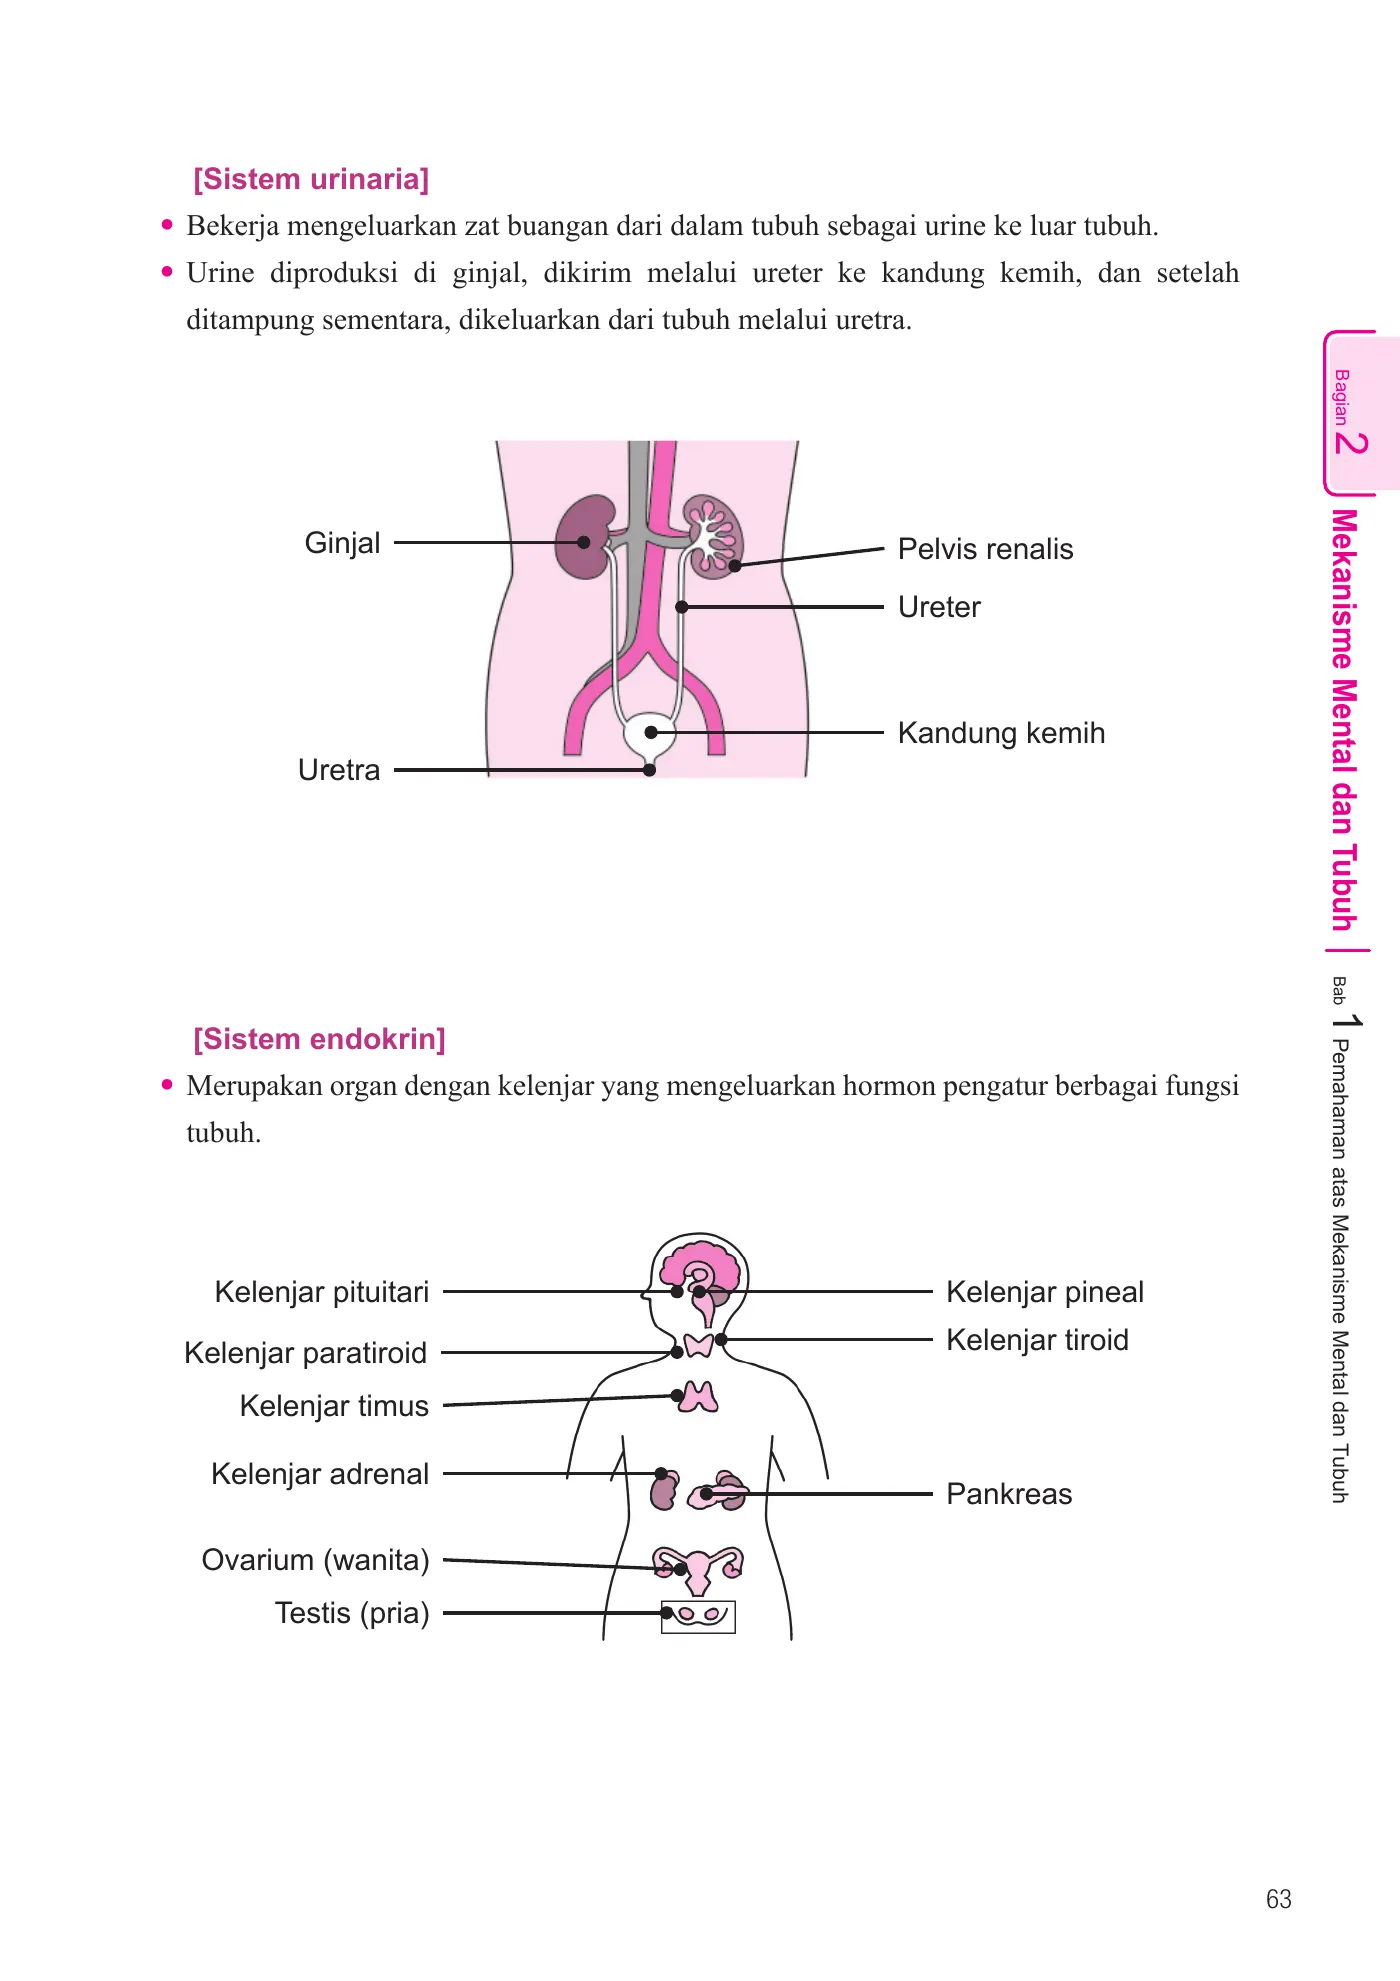 [Sistem urinaria]
• Bekerja mengeluarkan zat buangan dari dalam tubuh sebagai urine ke luar tubuh.
• Urine diproduksi di ginjal, dikirim melalui ureter ke kandung kemih, dan setelah
ditampung sementara, dikeluarkan dari tubuh melalui uretra.
Ginjal
Pelvis renalis
Ureter
Kandung kemih
Uretra
[Sistem endokrin]
• Merupakan organ dengan kelenjar yang mengeluarkan hormon pengatur berbagai fungsi
tubuh.
Kelenjar pituitari
Kelenjar pineal
Kelenjar paratiroid
Kelenjar tiroid
Kelenjar timus
Kelenjar adrenal
Pankreas
Ovarium (wanita)
Testis (pria)
Bagian 2 Mekanisme Mental dan Tubuh
Bab 1 Pemahaman atas Mekanisme Mental dan Tubuh
63